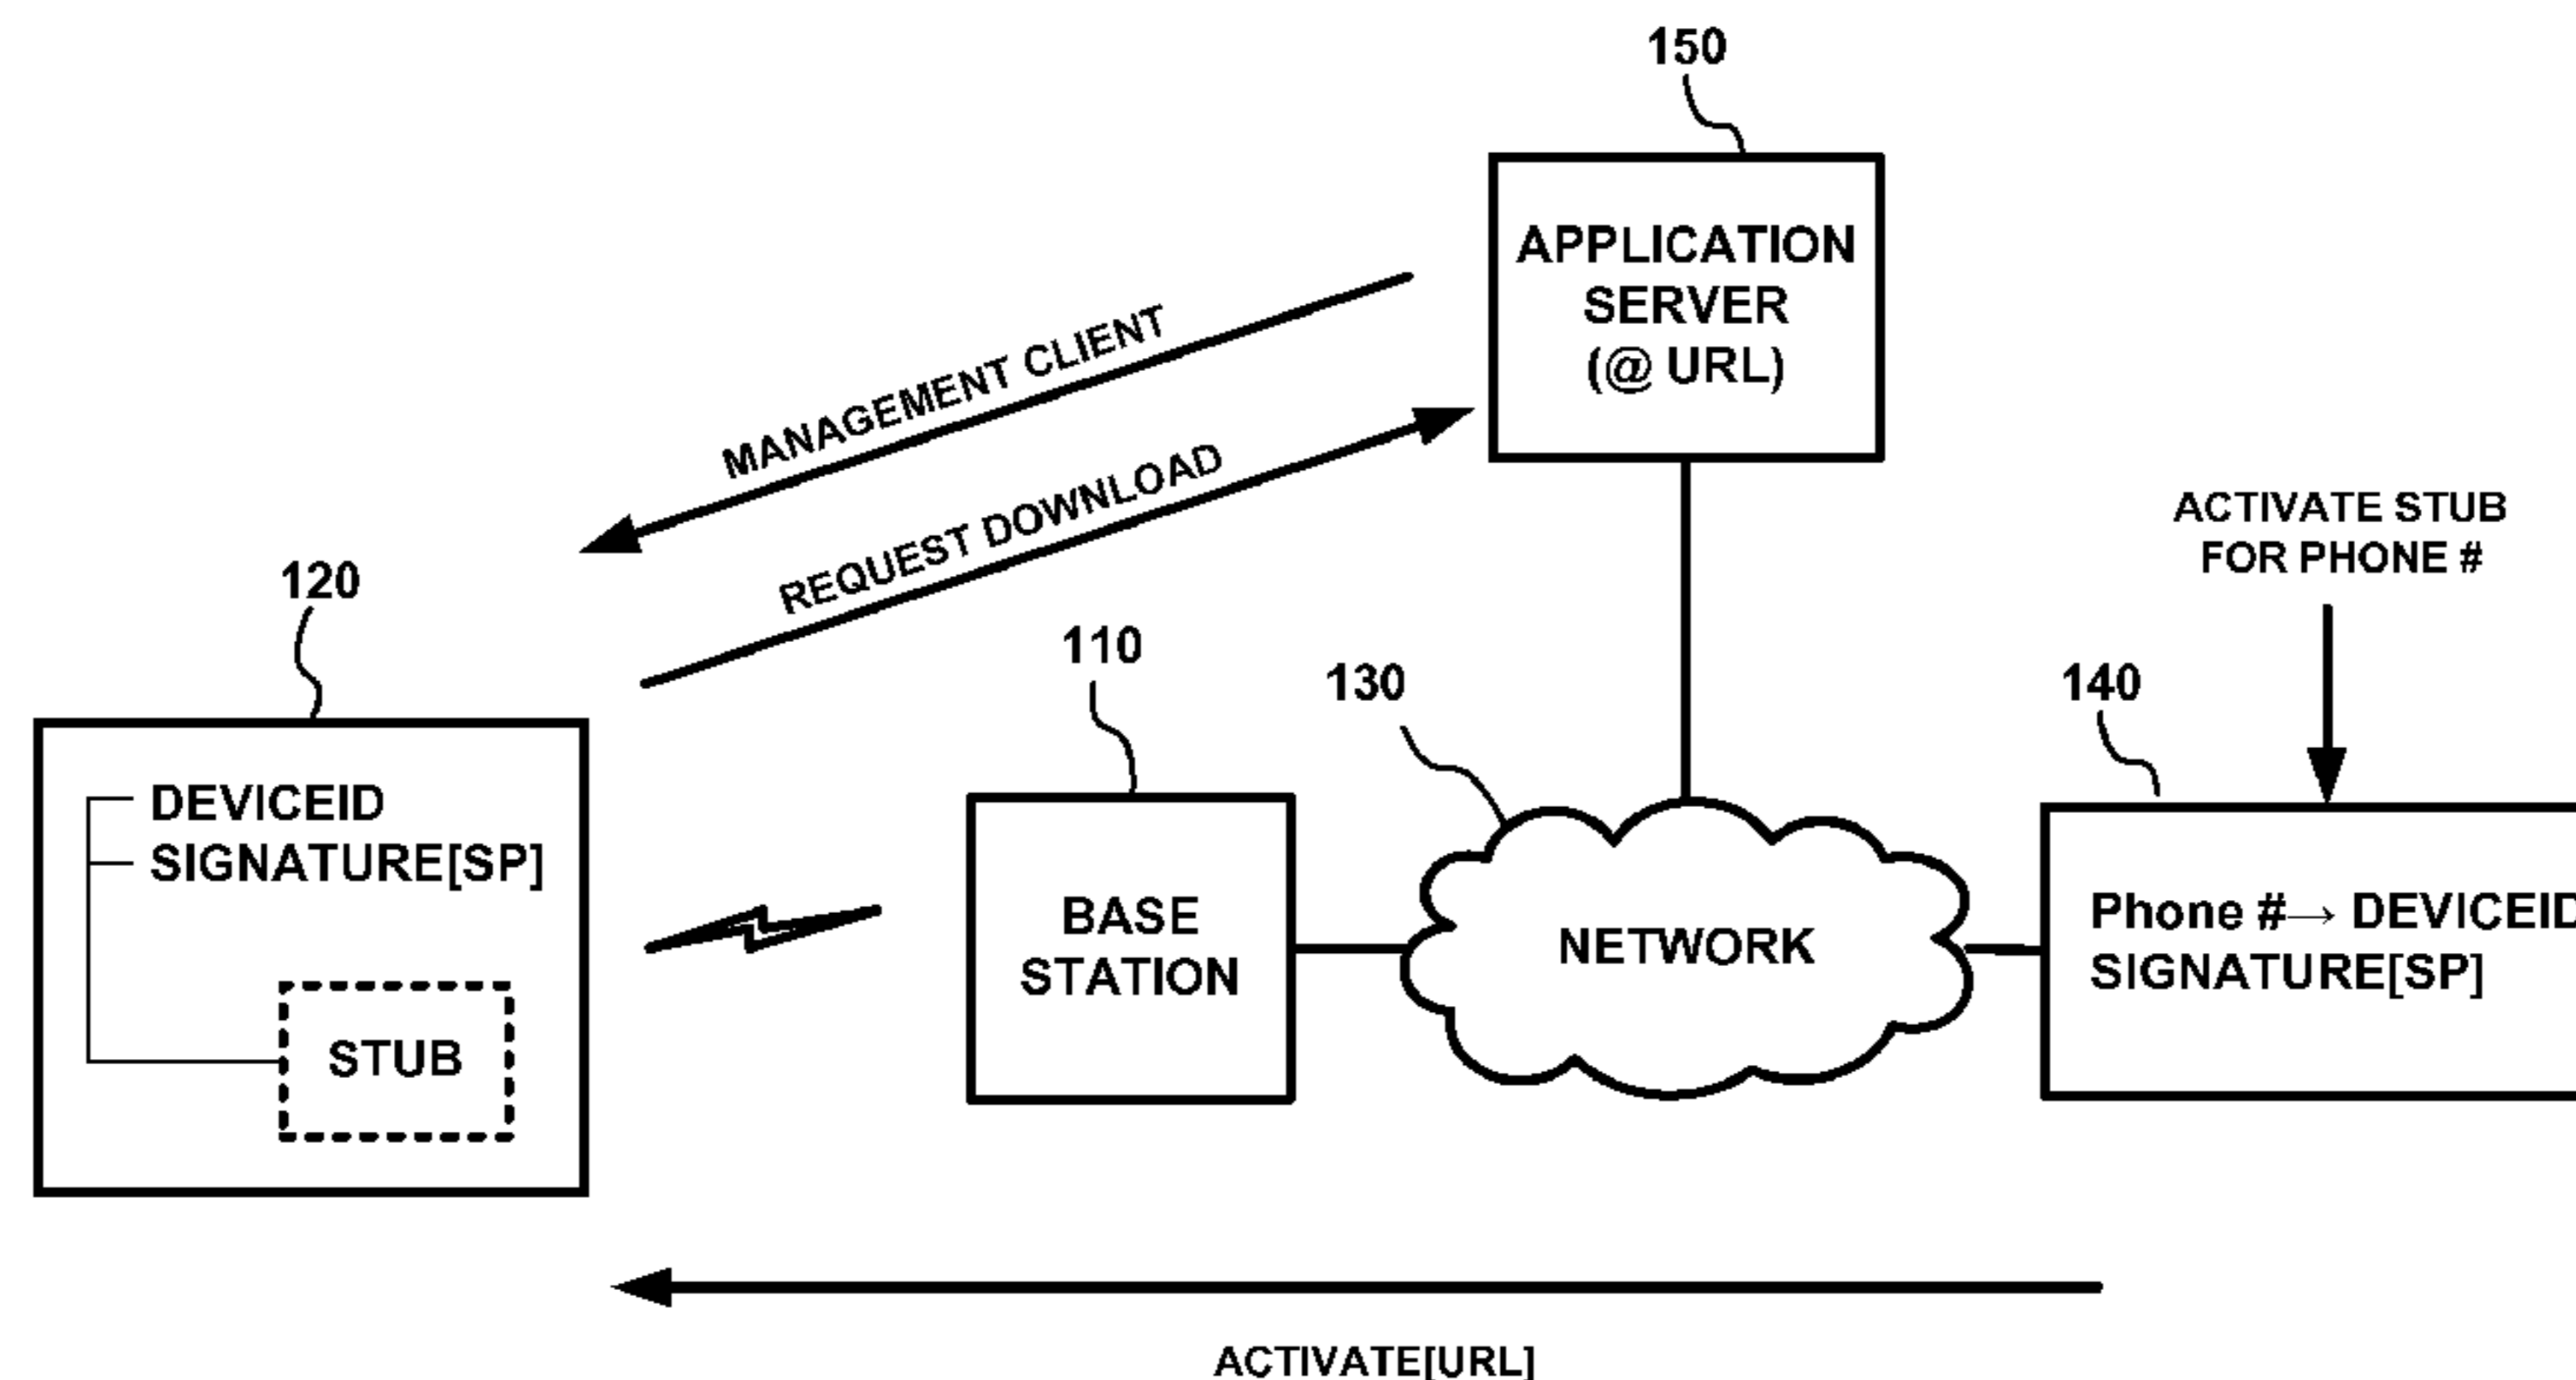 150
APPLICATION
SERVER
(@ URL)
MANAGEMENT CLIENT
REQUEST DOWNLOAD
ACTIVATE STUB
FOR PHONE #
120
110
130
140
DEVICEID
SIGNATURE[SP]
STUB
BASE
STATION
NETWORK
Phone #→ DEVICEID
SIGNATURE[SP]
ACTIVATE[URL]